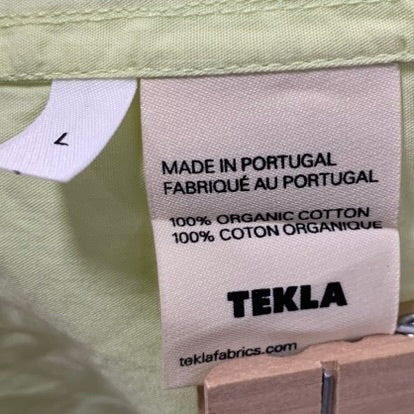 L
MADE IN PORTUGAL
FABRIQUÉ AU PORTUGAL
100% ORGANIC COTTON
100% COTON ORGANIQUE
TEKLA
teklafabrics.com